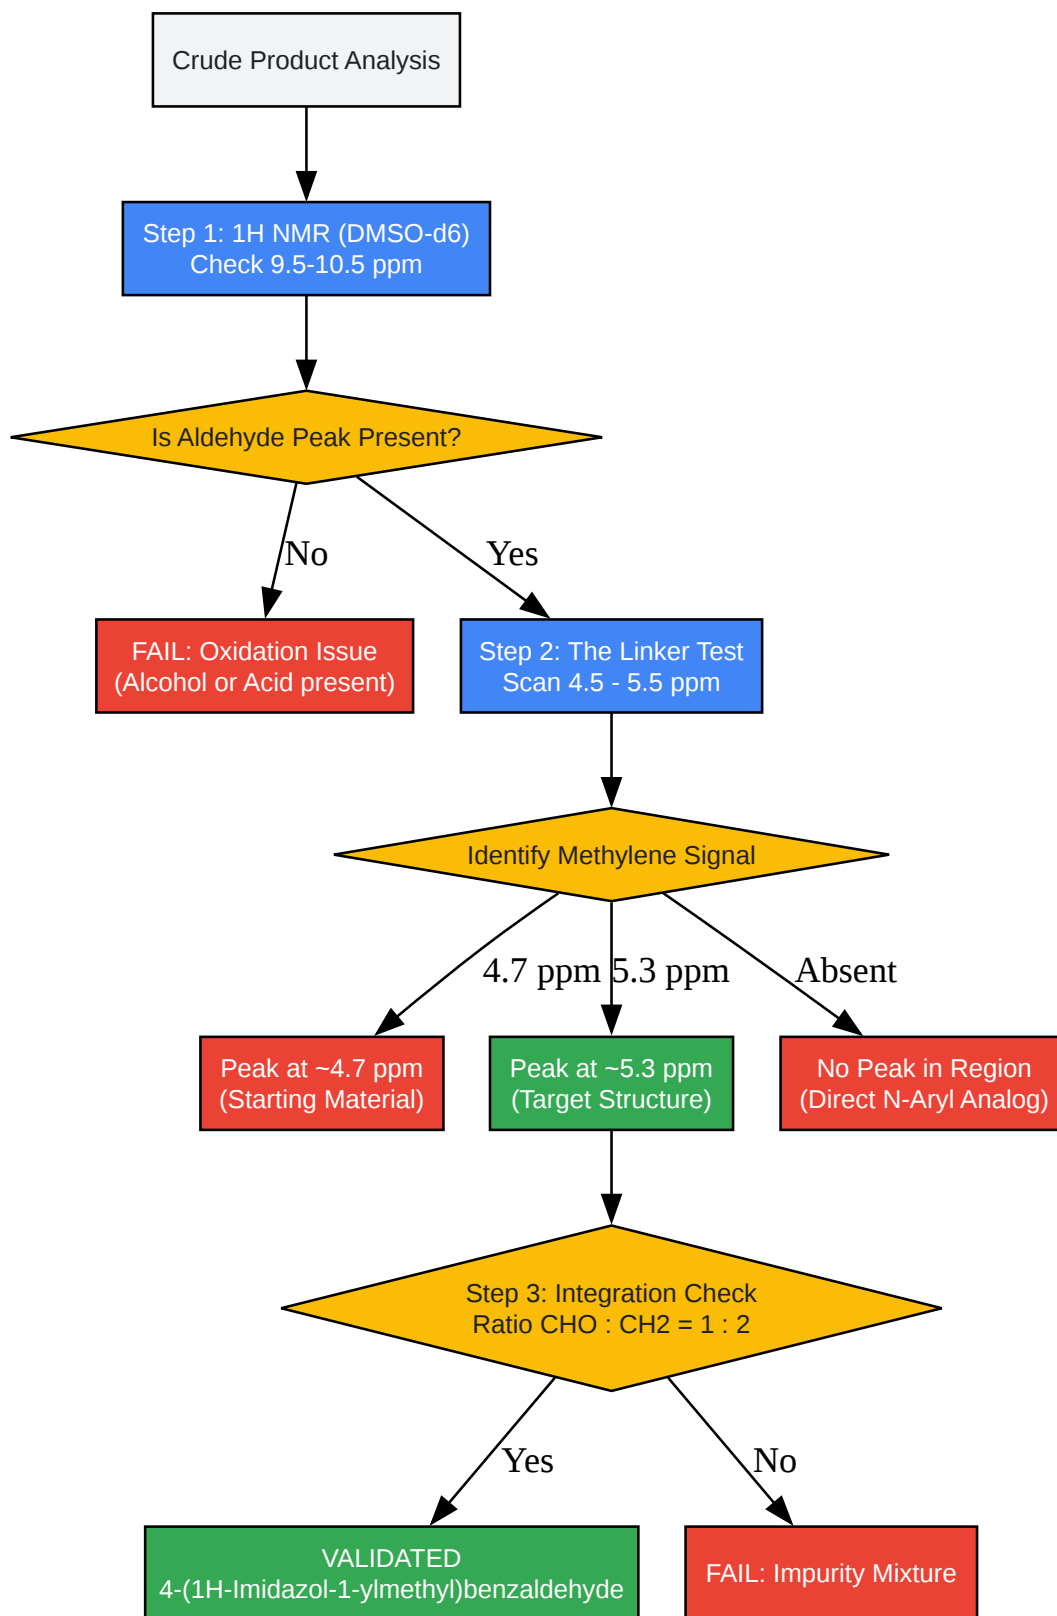 Crude Product Analysis
Step 1: 1H NMR (DMSO-d6)
Check 9.5-10.5 ppm
Is Aldehyde Peak Present?
No
Yes
FAIL: Oxidation Issue
(Alcohol or Acid present)
Step 2: The Linker Test
Scan 4.5 - 5.5 ppm
Identify Methylene Signal
4.7 ppm
5.3 ppm
Absent
Peak at ~4.7 ppm
(Starting Material)
Peak at ~5.3 ppm
(Target Structure)
No Peak in Region
(Direct N-Aryl Analog)
Step 3: Integration Check
Ratio CHO : CH2 = 1 : 2
Yes
No
VALIDATED
4-(1H-Imidazol-1-ylmethyl)benzaldehyde
FAIL: Impurity Mixture